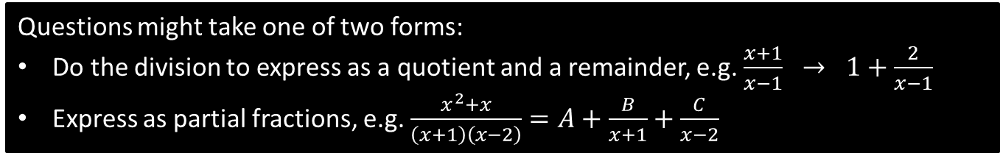 Questions might take one of two forms:
• Do the division to express as a quotient and a remainder, e.g. \frac{x+1}{x-1} → 1 + \frac{2}{x-1}
• Express as partial fractions, e.g. \frac{x^2+x}{(x+1)(x-2)} = A + \frac{B}{x+1} + \frac{C}{x-2}